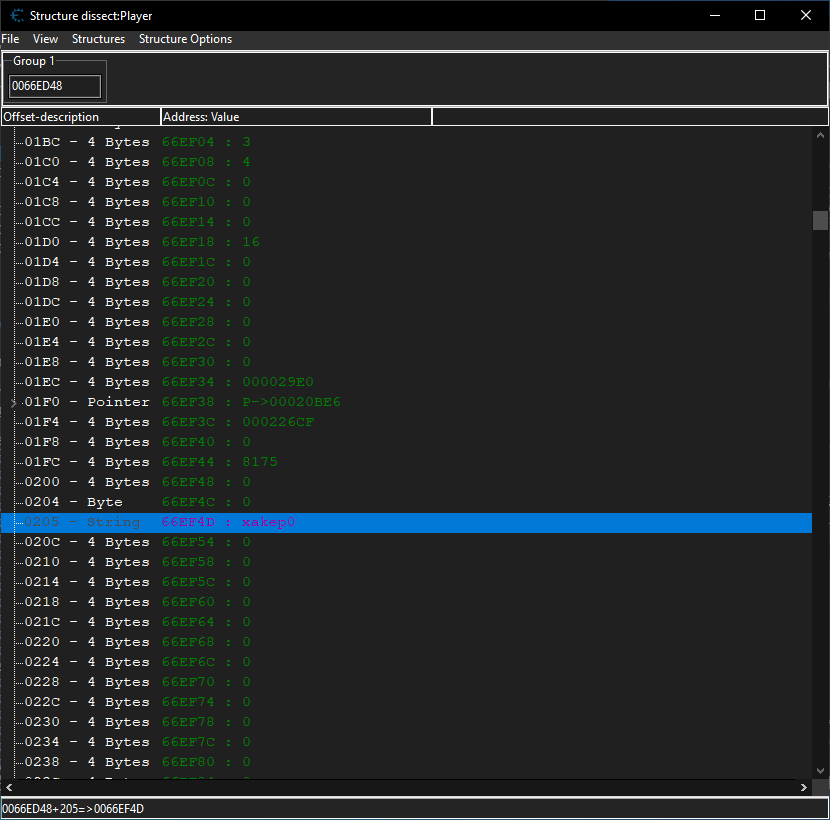 Structure dissect:Player
File View Structures Structure Options
Group 1
0066ED48
Offset-description Address: Value
01BC - 4 Bytes 66EF04 : 3
01C0 - 4 Bytes 66EF08 : 4
01C4 - 4 Bytes 66EF0C : 0
01C8 - 4 Bytes 66EF10 : 0
01CC - 4 Bytes 66EF14 : 0
01D0 - 4 Bytes 66EF18 : 16
01D4 - 4 Bytes 66EF1C : 0
01D8 - 4 Bytes 66EF20 : 0
01DC - 4 Bytes 66EF24 : 0
01E0 - 4 Bytes 66EF28 : 0
01E4 - 4 Bytes 66EF2C : 0
01E8 - 4 Bytes 66EF30 : 0
01EC - 4 Bytes 66EF34 : 000029E0
01F0 - Pointer 66EF38 : P->00020BE6
01F4 - 4 Bytes 66EF3C : 000226CF
01F8 - 4 Bytes 66EF40 : 0
01FC - 4 Bytes 66EF44 : 8175
0200 - 4 Bytes 66EF48 : 0
0204 - Byte 66EF4C : 0
0205 - String 66EF4D : xakep0
020C - 4 Bytes 66EF54 : 0
0210 - 4 Bytes 66EF58 : 0
0214 - 4 Bytes 66EF5C : 0
0218 - 4 Bytes 66EF60 : 0
021C - 4 Bytes 66EF64 : 0
0220 - 4 Bytes 66EF68 : 0
0224 - 4 Bytes 66EF6C : 0
0228 - 4 Bytes 66EF70 : 0
022C - 4 Bytes 66EF74 : 0
0230 - 4 Bytes 66EF78 : 0
0234 - 4 Bytes 66EF7C : 0
0238 - 4 Bytes 66EF80 : 0
0066ED48+205=>0066EF4D